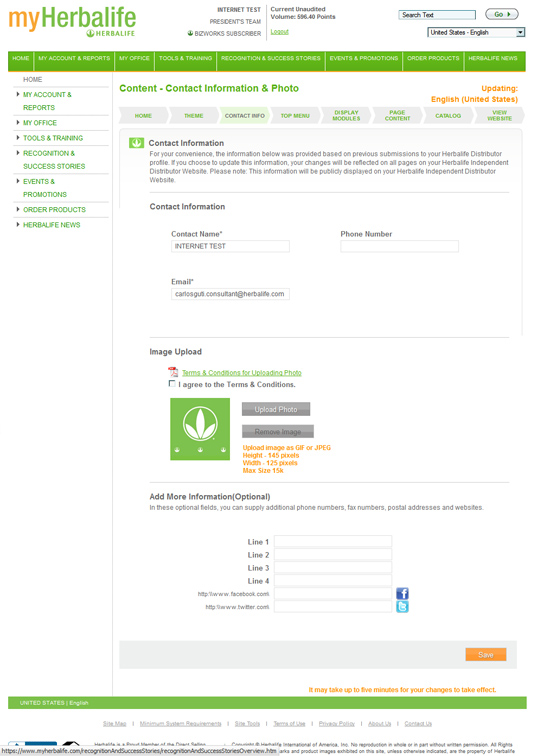 myHerbalife
HERBALIFE
INTERNET TEST
PRESIDENT'S TEAM
BIZWORKS SUBSCRIBER
Current Unaudited
Volume: 596.40 Points
Logout
Search Text
Go
United States - English
HOME
MY ACCOUNT & REPORTS
MY OFFICE
TOOLS & TRAINING
RECOGNITION & SUCCESS STORIES
EVENTS & PROMOTIONS
ORDER PRODUCTS
HERBALIFE NEWS
HOME
MY ACCOUNT &
REPORTS
MY OFFICE
TOOLS & TRAINING
RECOGNITION &
SUCCESS STORIES
EVENTS &
PROMOTIONS
ORDER PRODUCTS
HERBALIFE NEWS
Content - Contact Information & Photo
Updating:
English (United States)
HOME
THEME
CONTACT INFO
TOP MENU
DISPLAY
MODULES
PAGE
CONTENT
CATALOG
VIEW
WEBSITE
Contact Information
For your convenience, the information below was provided based on previous submissions to your Herbalife Distributor
profile. If you choose to update this information, your changes will be reflected on all pages on your Herbalife Independent
Distributor Website. Please note: This information will be publicly displayed on your Herbalife Independent Distributor
Website.
Contact Information
Contact Name*
Phone Number
INTERNET TEST
Email*
carlosguti.consultant@herbalife.com
Image Upload
Terms & Conditions for Uploading Photo
I agree to the Terms & Conditions.
Upload Photo
Remove Image
Upload image as GIF or JPEG
Height - 145 pixels
Width - 125 pixels
Max Size 15k
Add More Information(Optional)
In these optional fields, you can supply additional phone numbers, fax numbers, postal addresses and websites.
Line 1
Line 2
Line 3
Line 4
http:\\www.facebook.com\
http:\\www.twitter.com\
Save
It may take up to five minutes for your changes to take effect.
UNITED STATES | English
Site Map | Minimum System Requirements | Site Tools | Terms of Use | Privacy Policy | About Us | Contact Us
Herbalife is a Proud Member of the Direct Selling
Copyright © Herbalife International of America, Inc. No reproduction in whole or in part without written permission. All Rights
https://www.myherbalife.com/recognitionAndSuccessStories/recognitionAndSuccessStoriesOverview.htm
arks and product images exhibited on this site, unless otherwise indicated, are the property of Herbalife